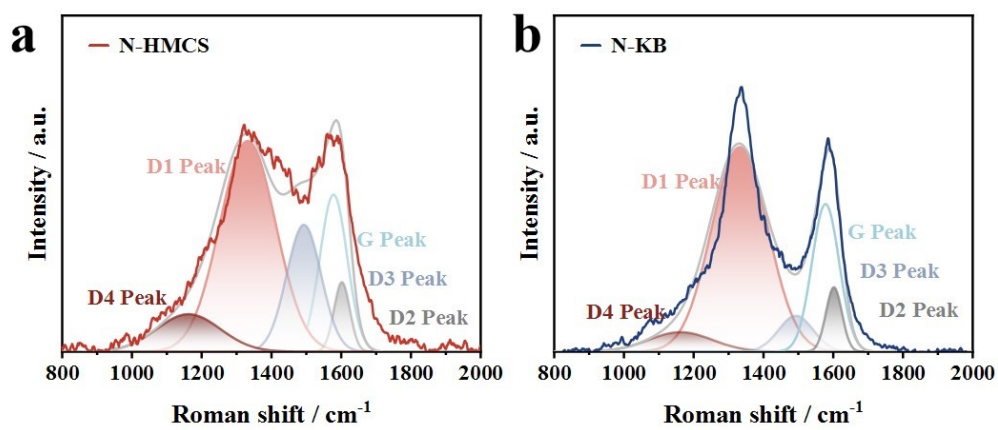 a
N-HMCS
D1 Peak
G Peak
D3 Peak
D4 Peak
D2 Peak
Intensity / a.u.
800 1000 1200 1400 1600 1800 2000
Roman shift / cm-1
b
N-KB
D1 Peak
G Peak
D3 Peak
D4 Peak
D2 Peak
Intensity / a.u.
800 1000 1200 1400 1600 1800 2000
Roman shift / cm-1